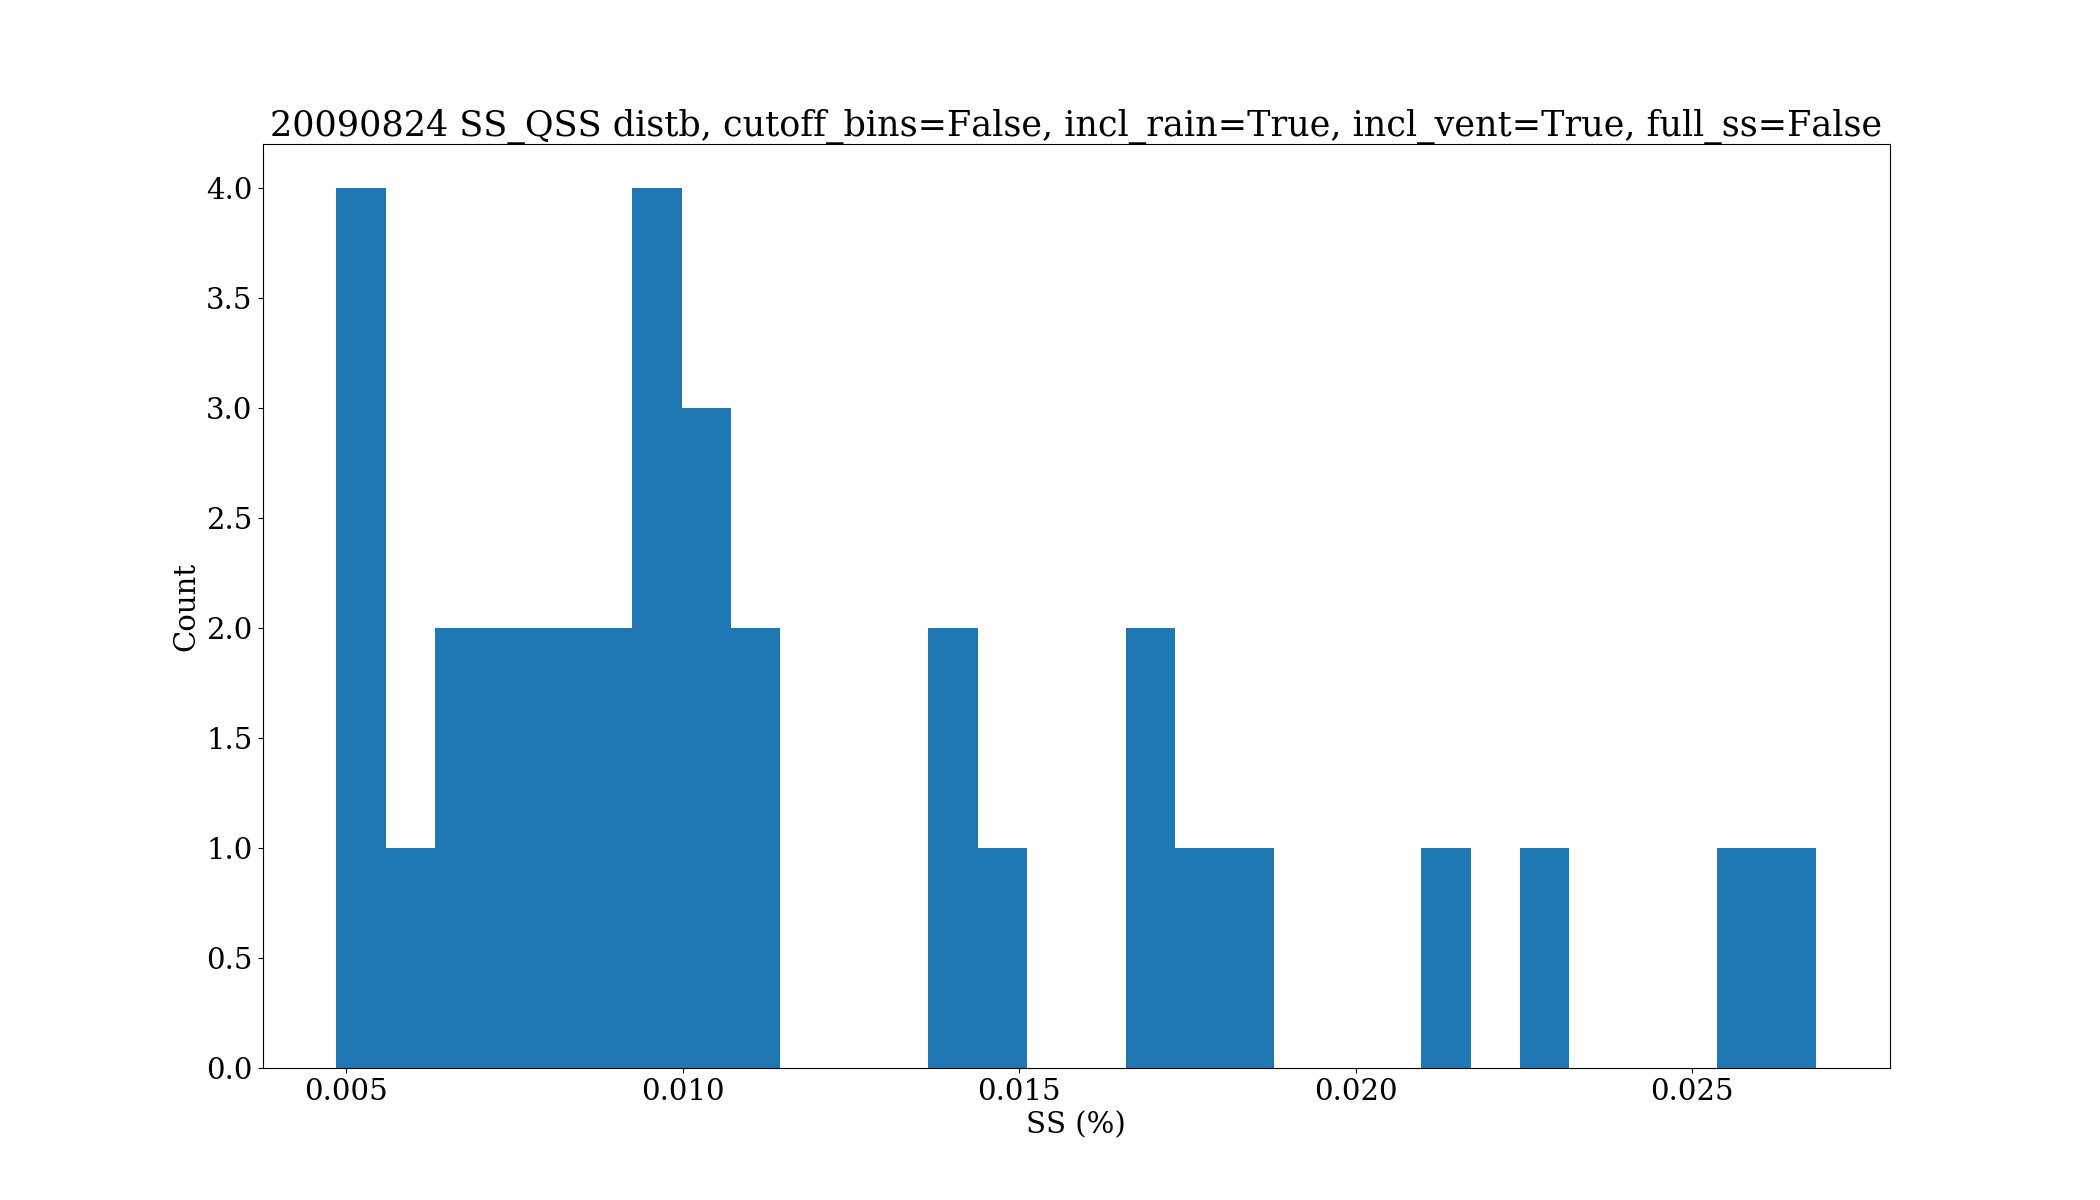 20090824 SS_QSS distb, cutoff_bins=False, incl_rain=True, incl_vent=True, full_ss=False
4.0
3.5
3.0
2.5
2.0
1.5
1.0
0.5
0.0
Count
0.005 0.010 0.015 0.020 0.025
SS (%)